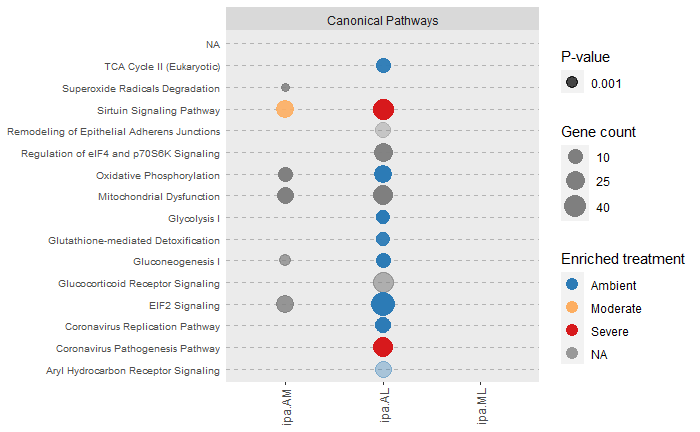 Canonical Pathways
NA
TCA Cycle II (Eukaryotic)
Superoxide Radicals Degradation
Sirtuin Signaling Pathway
Remodeling of Epithelial Adherens Junctions
Regulation of eIF4 and p70S6K Signaling
Oxidative Phosphorylation
Mitochondrial Dysfunction
Glycolysis I
Glutathione-mediated Detoxification
Gluconeogenesis I
Glucocorticoid Receptor Signaling
EIF2 Signaling
Coronavirus Replication Pathway
Coronavirus Pathogenesis Pathway
Aryl Hydrocarbon Receptor Signaling
ipa.AM
ipa.AL
ipa.ML
P-value
0.001
Gene count
10
25
40
Enriched treatment
Ambient
Moderate
Severe
NA